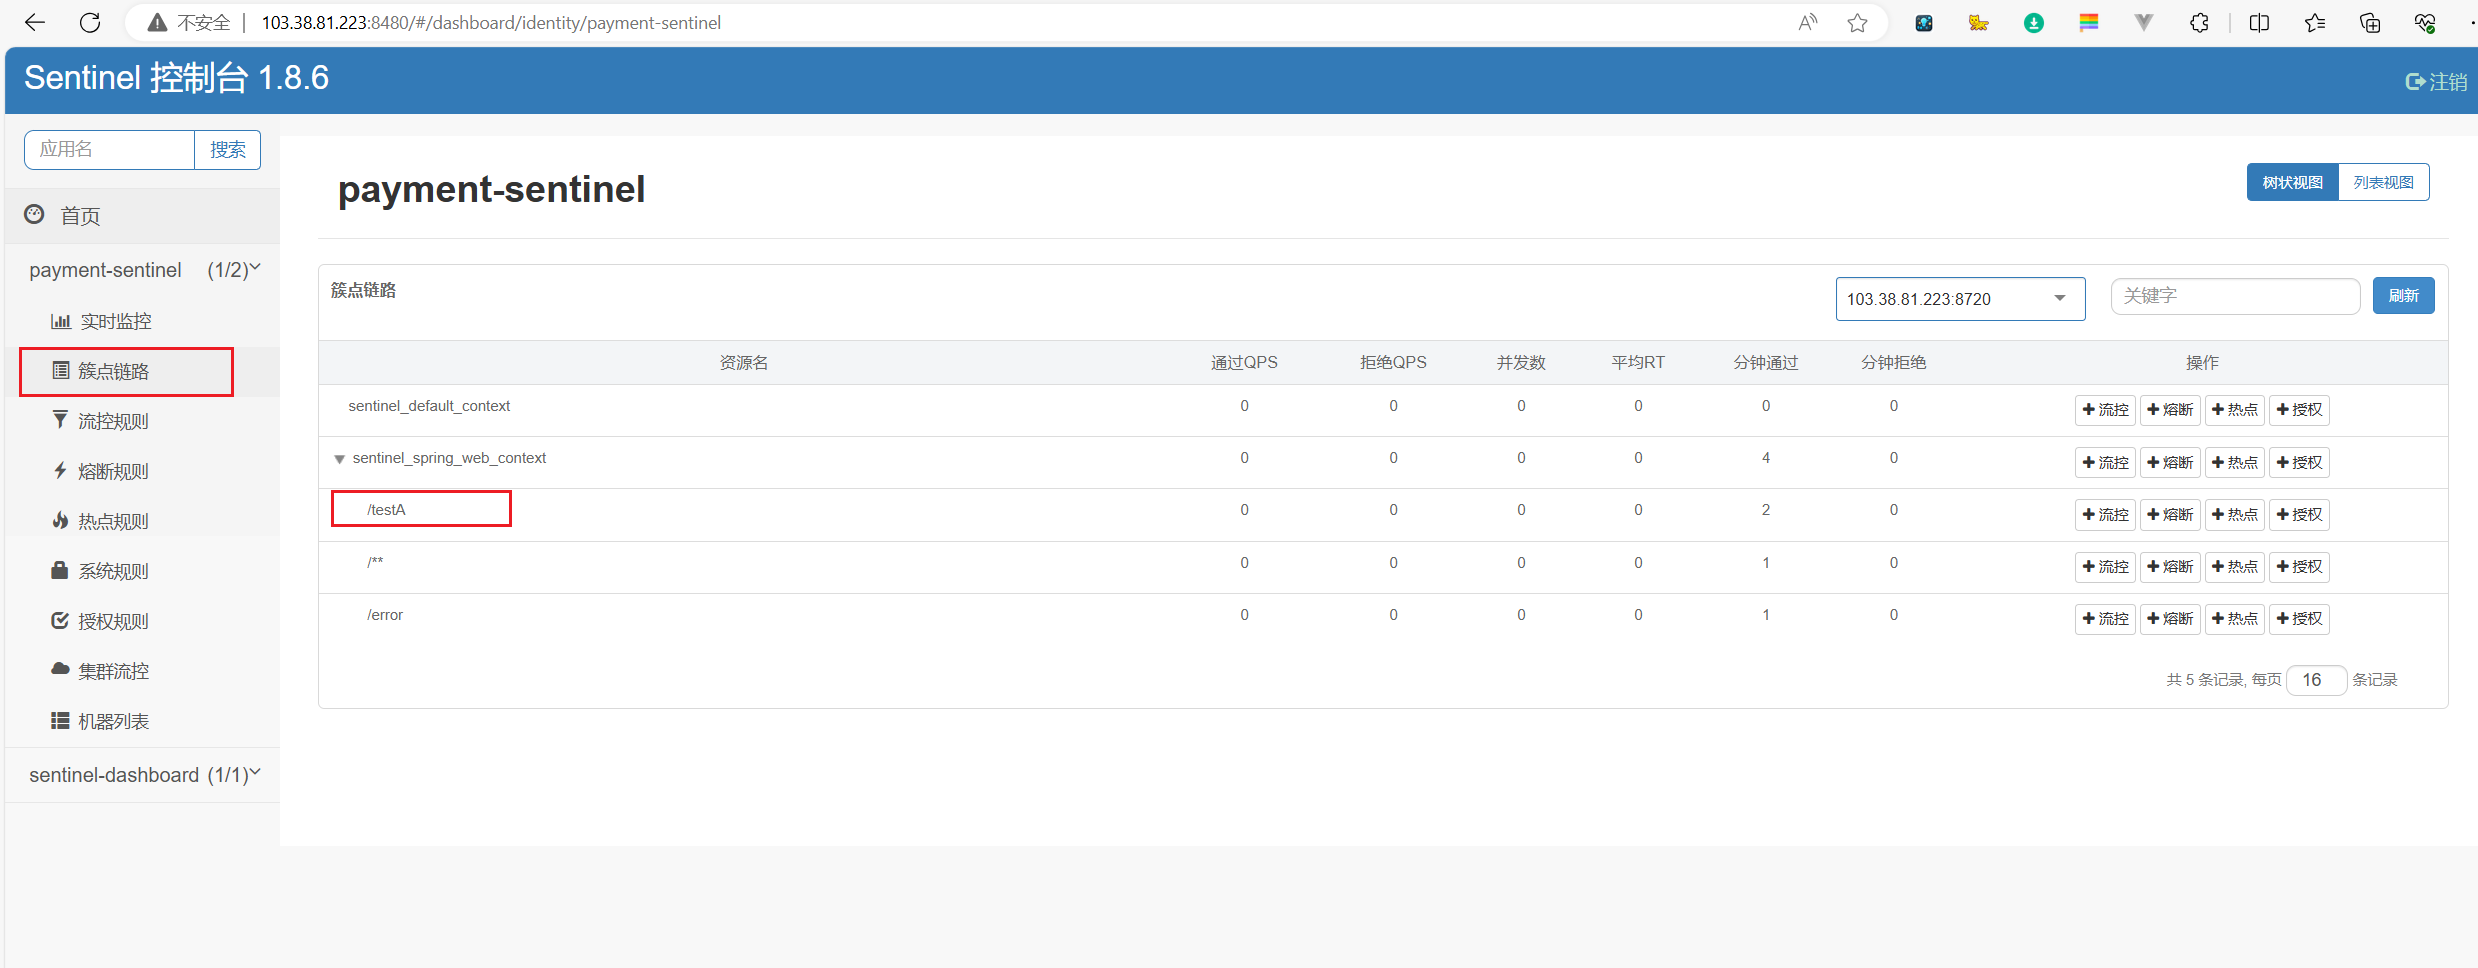 不安全 | 103.38.81.223:8480/#/dashboard/identity/payment-sentinel
Sentinel 控制台 1.8.6
注销
应用名 搜索
首页
payment-sentinel (1/2)
实时监控
簇点链路
流控规则
熔断规则
热点规则
系统规则
授权规则
集群流控
机器列表
sentinel-dashboard (1/1)
payment-sentinel
树状视图 列表视图
簇点链路 103.38.81.223:8720 关键字 刷新
资源名 通过QPS 拒绝QPS 并发数 平均RT 分钟通过 分钟拒绝 操作
sentinel_default_context 0 0 0 0 0 0 流控 熔断 热点 授权
sentinel_spring_web_context 0 0 0 0 4 0 流控 熔断 热点 授权
/testA 0 0 0 0 2 0 流控 熔断 热点 授权
/** 0 0 0 0 1 0 流控 熔断 热点 授权
/error 0 0 0 0 1 0 流控 熔断 热点 授权
共 5 条记录, 每页 16 条记录